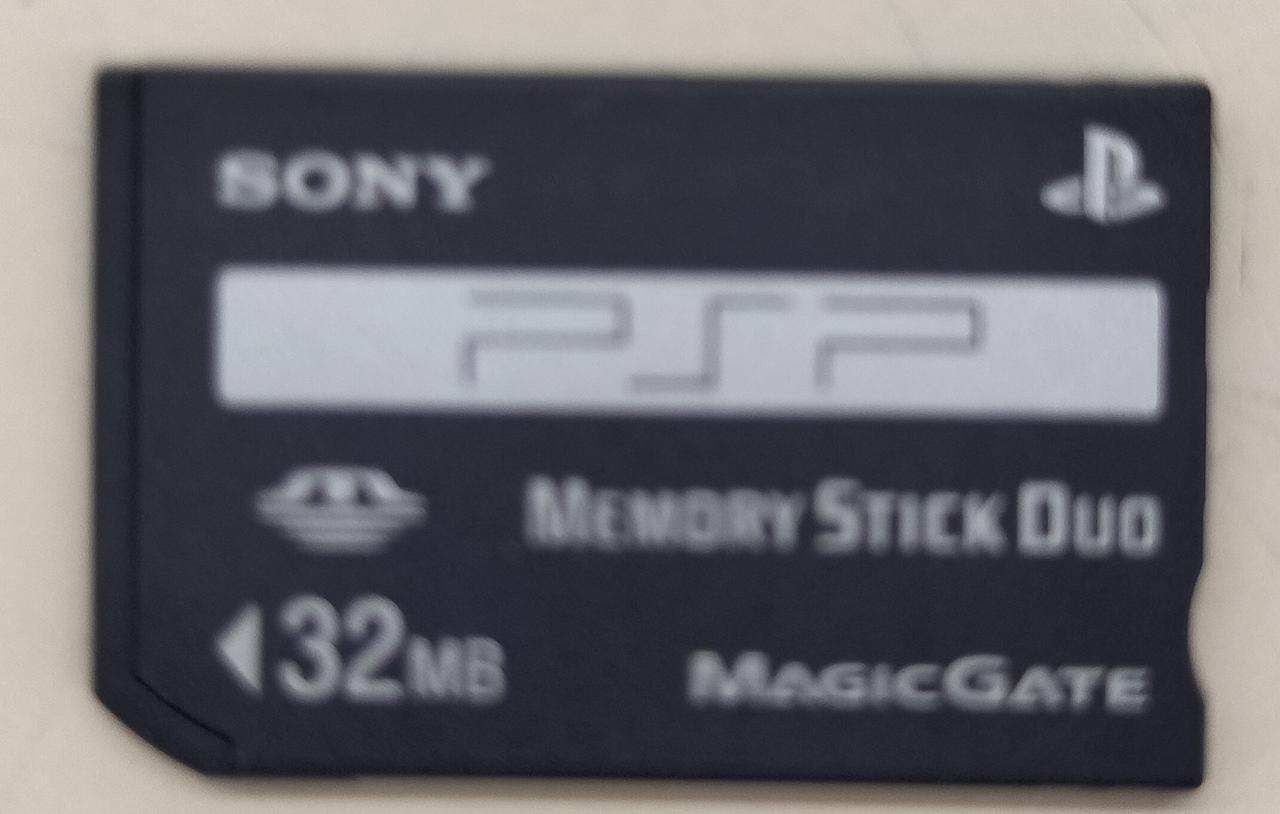 SONY
PSP
MEMORY STICK DUO
32MB
MAGICGATE